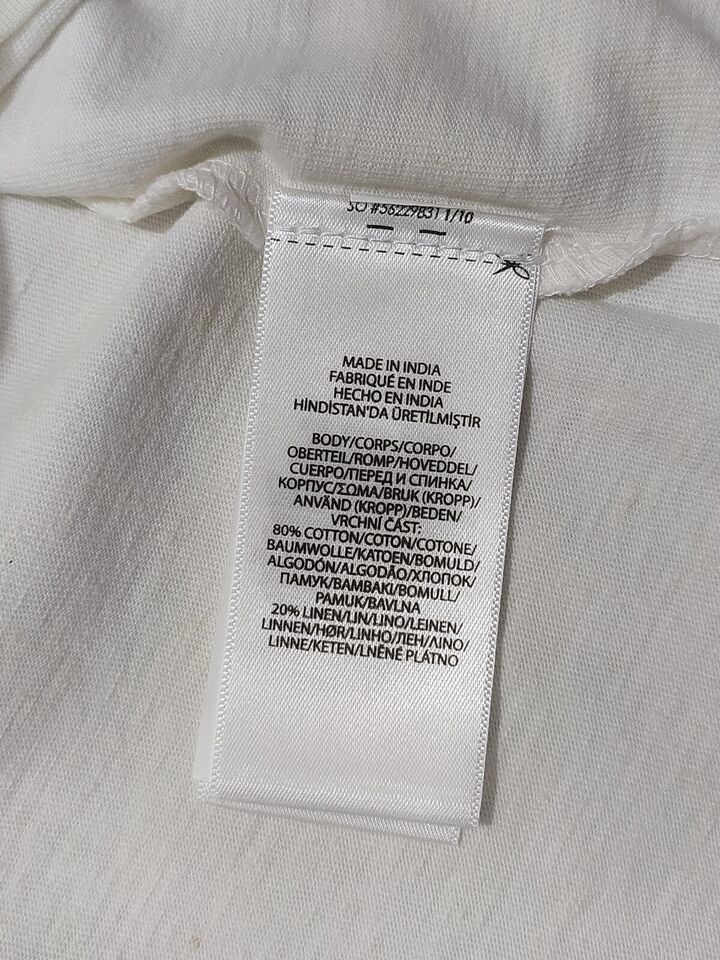 SO #56229831 1/10
MADE IN INDIA
FABRIQUÉ EN INDE
HECHO EN INDIA
HİNDİSTAN'DA ÜRETİLMİŞTİR
BODY/CORPS/CORPO/
OBERTEIL/ROMP/HOVEDDEL/
CUERPO/ПЕРЕД И СПИНКА/
КОРПУС/ΣΩΜΑ/BRUK (KROPP)/
ANVÄND (KROPP)/BEDEN/
VRCHNÍ ČÁST:
80% COTTON/COTON/COTONE/
BAUMWOLLE/KATOEN/BOMULD/
ALGODÓN/ALGODÃO/ХЛОПОК/
ПАМУК/ΒΑΜΒΑΚΙ/BOMULL/
PAMUK/BAVLNA
20% LINEN/LIN/LINO/LEINEN/
LINNEN/HØR/LINHO/ЛЕН/ΛΙΝΟ/
LINNE/KETEN/LNĚNÉ PLÁTNO